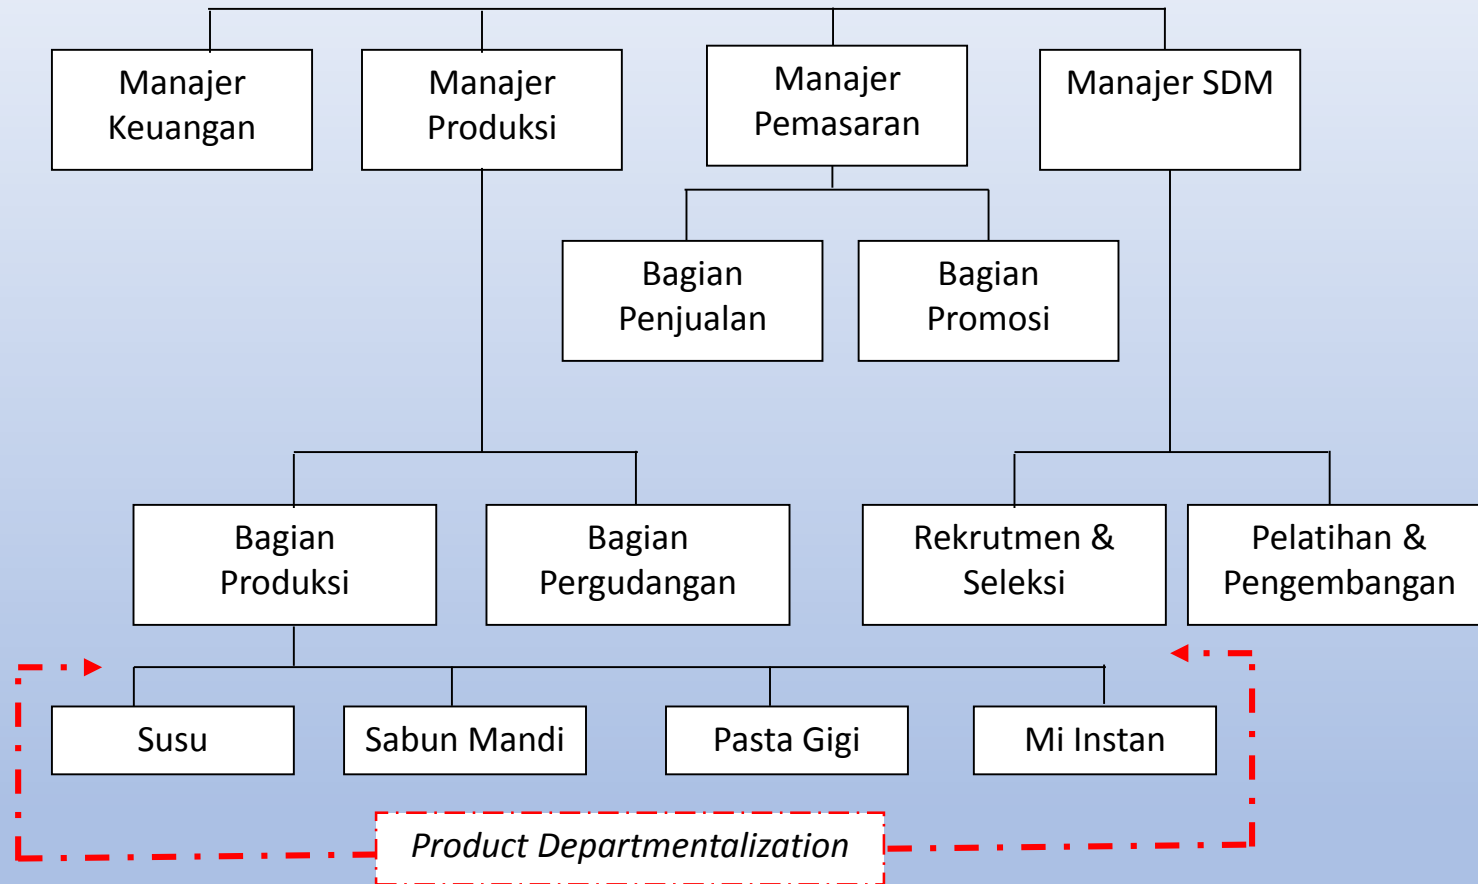 Manajer
Keuangan
Manajer
Produksi
Manajer
Pemasaran
Manajer SDM
Bagian
Penjualan
Bagian
Promosi
Bagian
Produksi
Bagian
Pergudangan
Rekrutmen &
Seleksi
Pelatihan &
Pengembangan
Susu
Sabun Mandi
Pasta Gigi
Mi Instan
Product Departmentalization